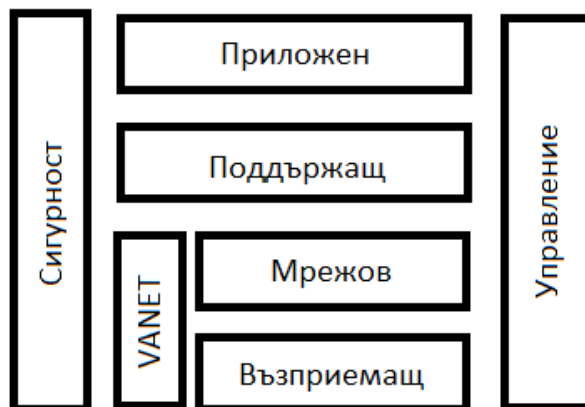 Сигурност
Приложен
Поддържащ
VANET
Мрежов
Възприемащ
Управление